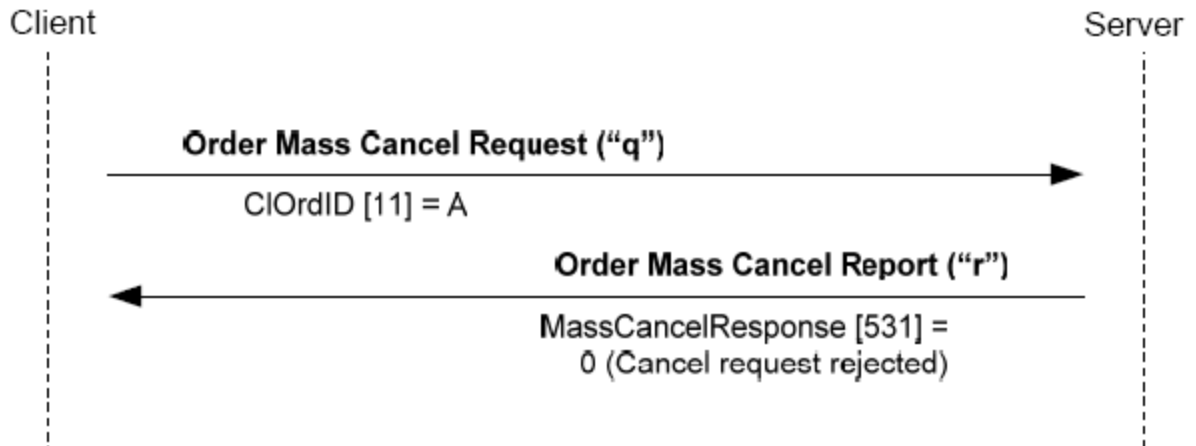 Client
Server
Order Mass Cancel Request (“q”)
ClOrdID [11] = A
Order Mass Cancel Report (“r”)
MassCancelResponse [531] =
0 (Cancel request rejected)